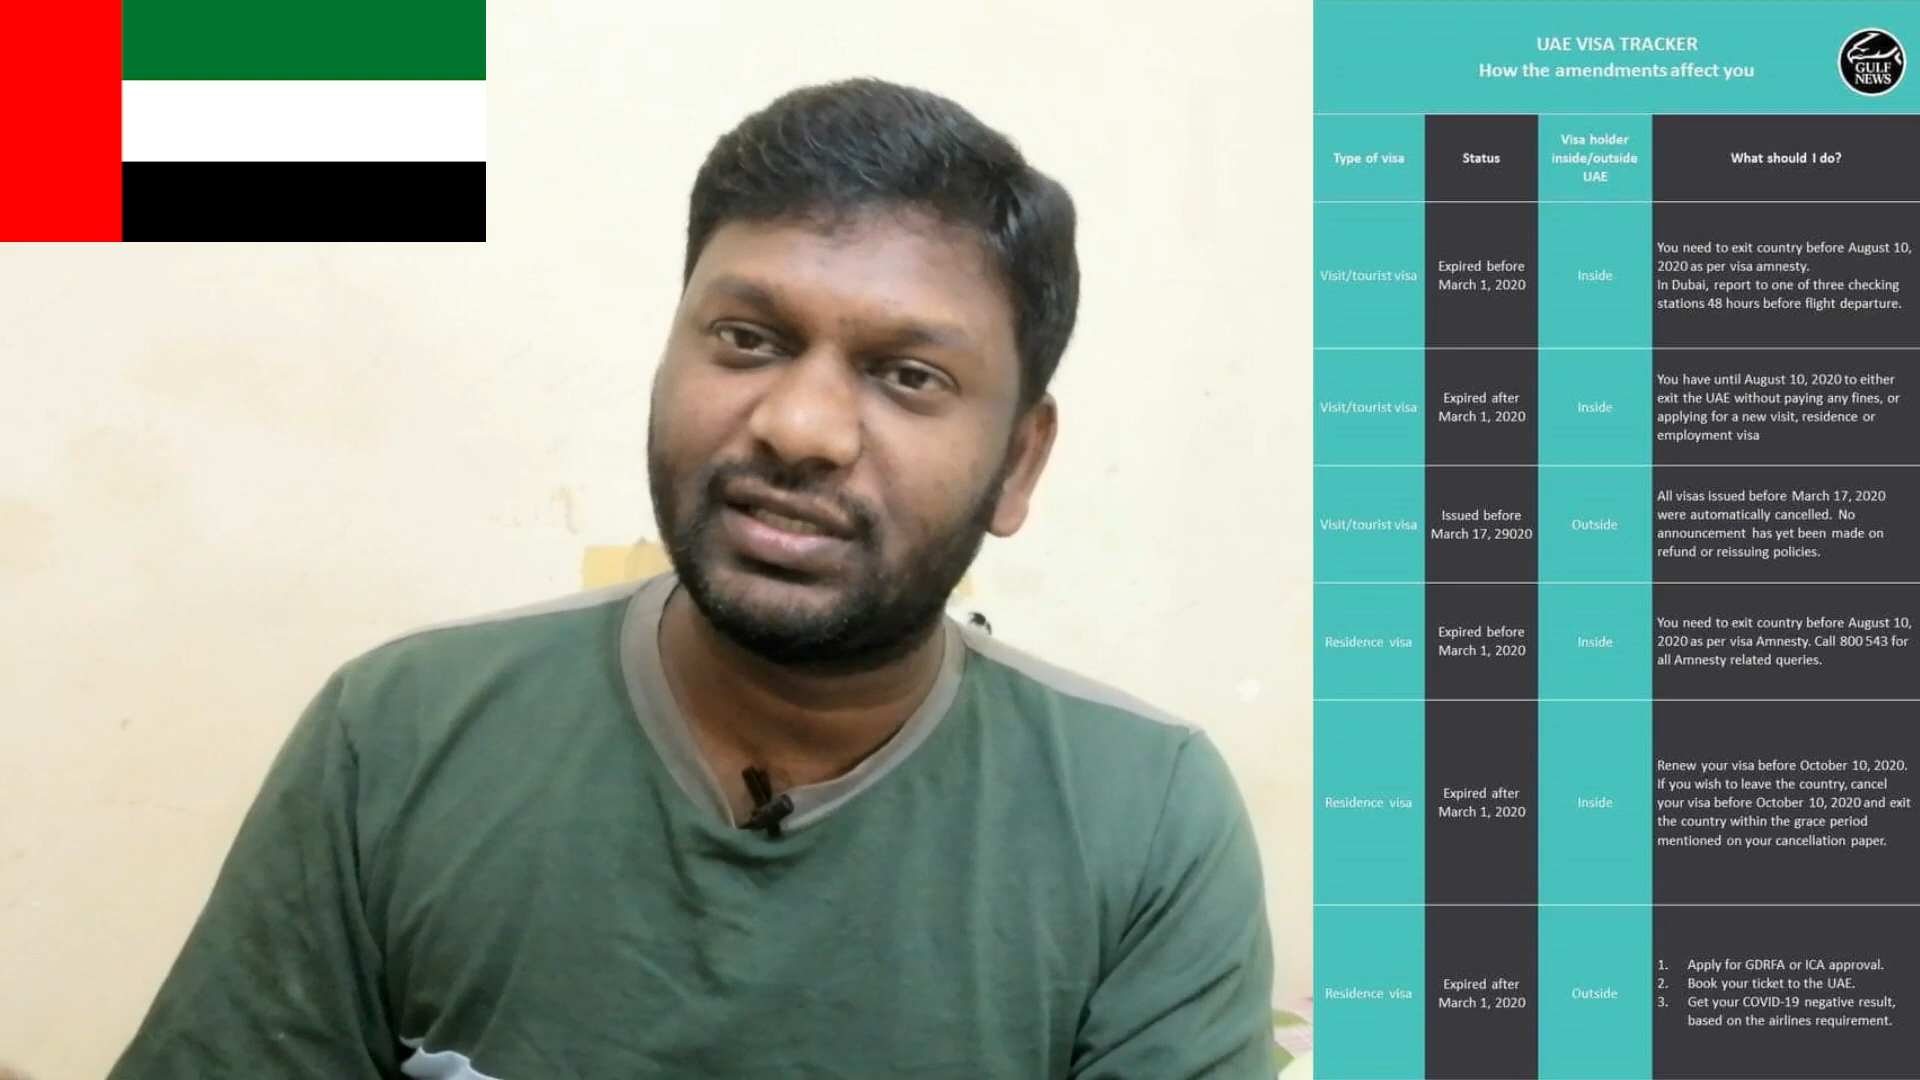 UAE VISA TRACKER
How the amendments affect you
GULF
NEWS
Type of visa
Status
Visa holder
inside/outside
UAE
What should I do?
Visit/tourist visa
Expired before
March 1, 2020
Inside
You need to exit country before August 10,
2020 as per visa amnesty.
In Dubai, report to one of three checking
stations 48 hours before flight departure.
Visit/tourist visa
Expired after
March 1, 2020
Inside
You have until August 10, 2020 to either
exit the UAE without paying any fines, or
applying for a new visit, residence or
employment visa
Visit/tourist visa
Issued before
March 17, 29020
Outside
All visas issued before March 17, 2020
were automatically cancelled. No
announcement has yet been made on
refund or reissuing policies.
Residence visa
Expired before
March 1, 2020
Inside
You need to exit country before August 10,
2020 as per visa Amnesty. Call 800 543 for
all Amnesty related queries.
Residence visa
Expired after
March 1, 2020
Inside
Renew your visa before October 10, 2020.
If you wish to leave the country, cancel
your visa before October 10, 2020 and exit
the country within the grace period
mentioned on your cancellation paper.
Residence visa
Expired after
March 1, 2020
Outside
1. Apply for GDRFA or ICA approval.
2. Book your ticket to the UAE.
3. Get your COVID-19 negative result,
based on the airlines requirement.